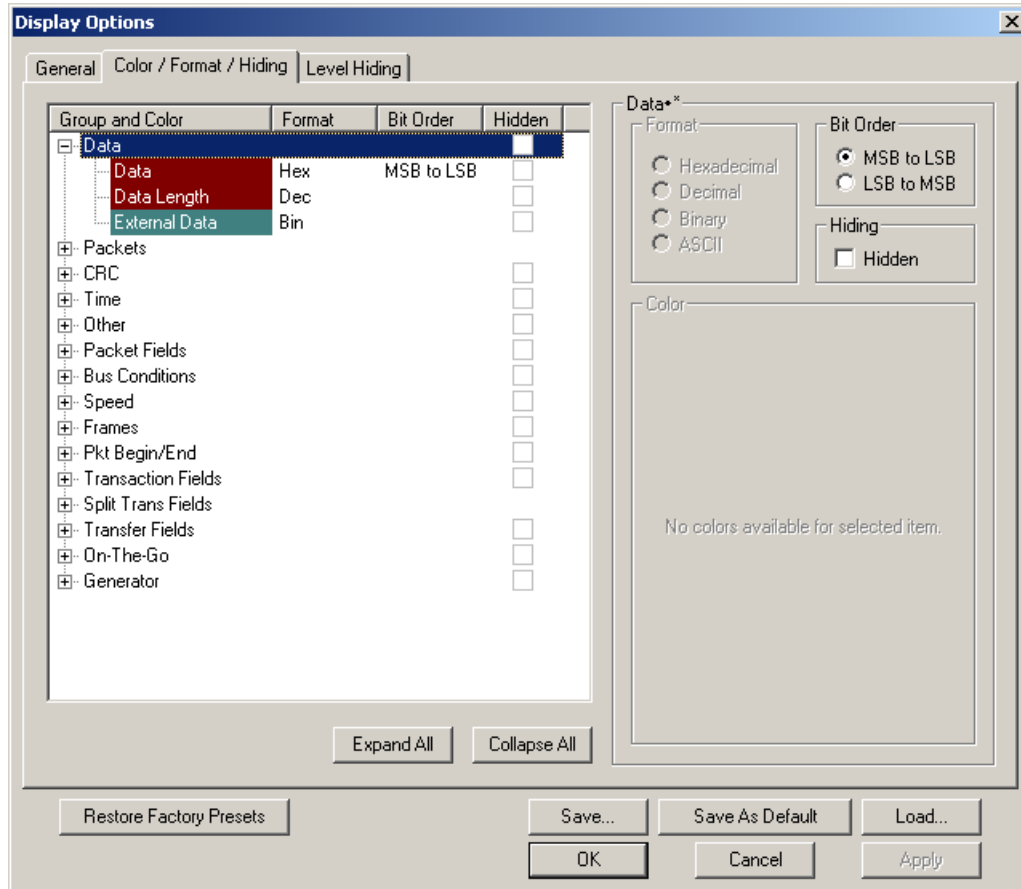 Display Options
General Color / Format / Hiding Level Hiding
Group and Color Format Bit Order Hidden
Data
Data Hex MSB to LSB
Data Length Dec
External Data Bin
Packets
CRC
Time
Other
Packet Fields
Bus Conditions
Speed
Frames
Pkt Begin/End
Transaction Fields
Split Trans Fields
Transfer Fields
On-The-Go
Generator
Expand All Collapse All
Data•*
Format
Hexadecimal
Decimal
Binary
ASCII
Bit Order
MSB to LSB
LSB to MSB
Hiding
Hidden
Color
No colors available for selected item.
Restore Factory Presets Save... Save As Default Load...
OK Cancel Apply